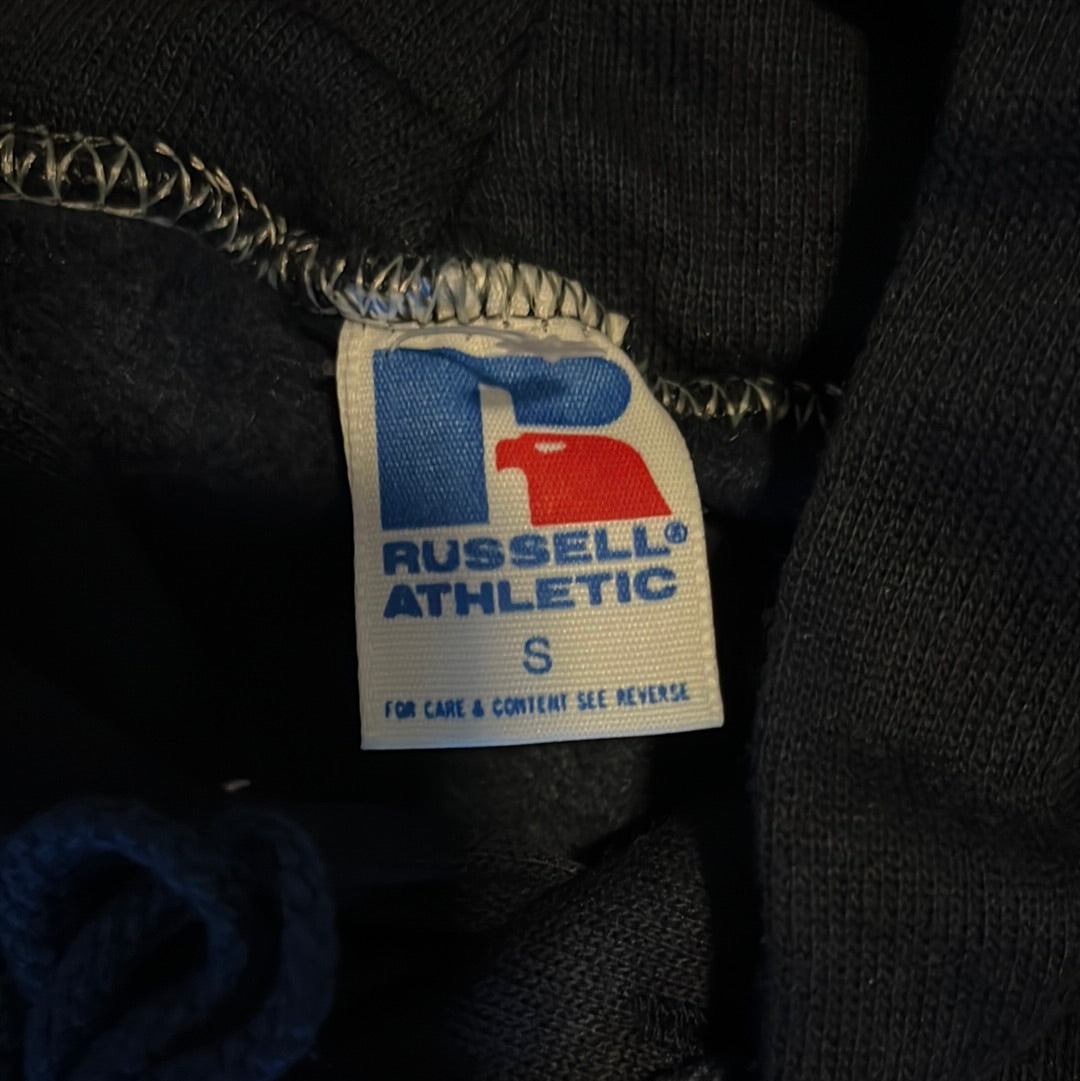 RUSSELL®
ATHLETIC
S
FOR CARE & CONTENT SEE REVERSE